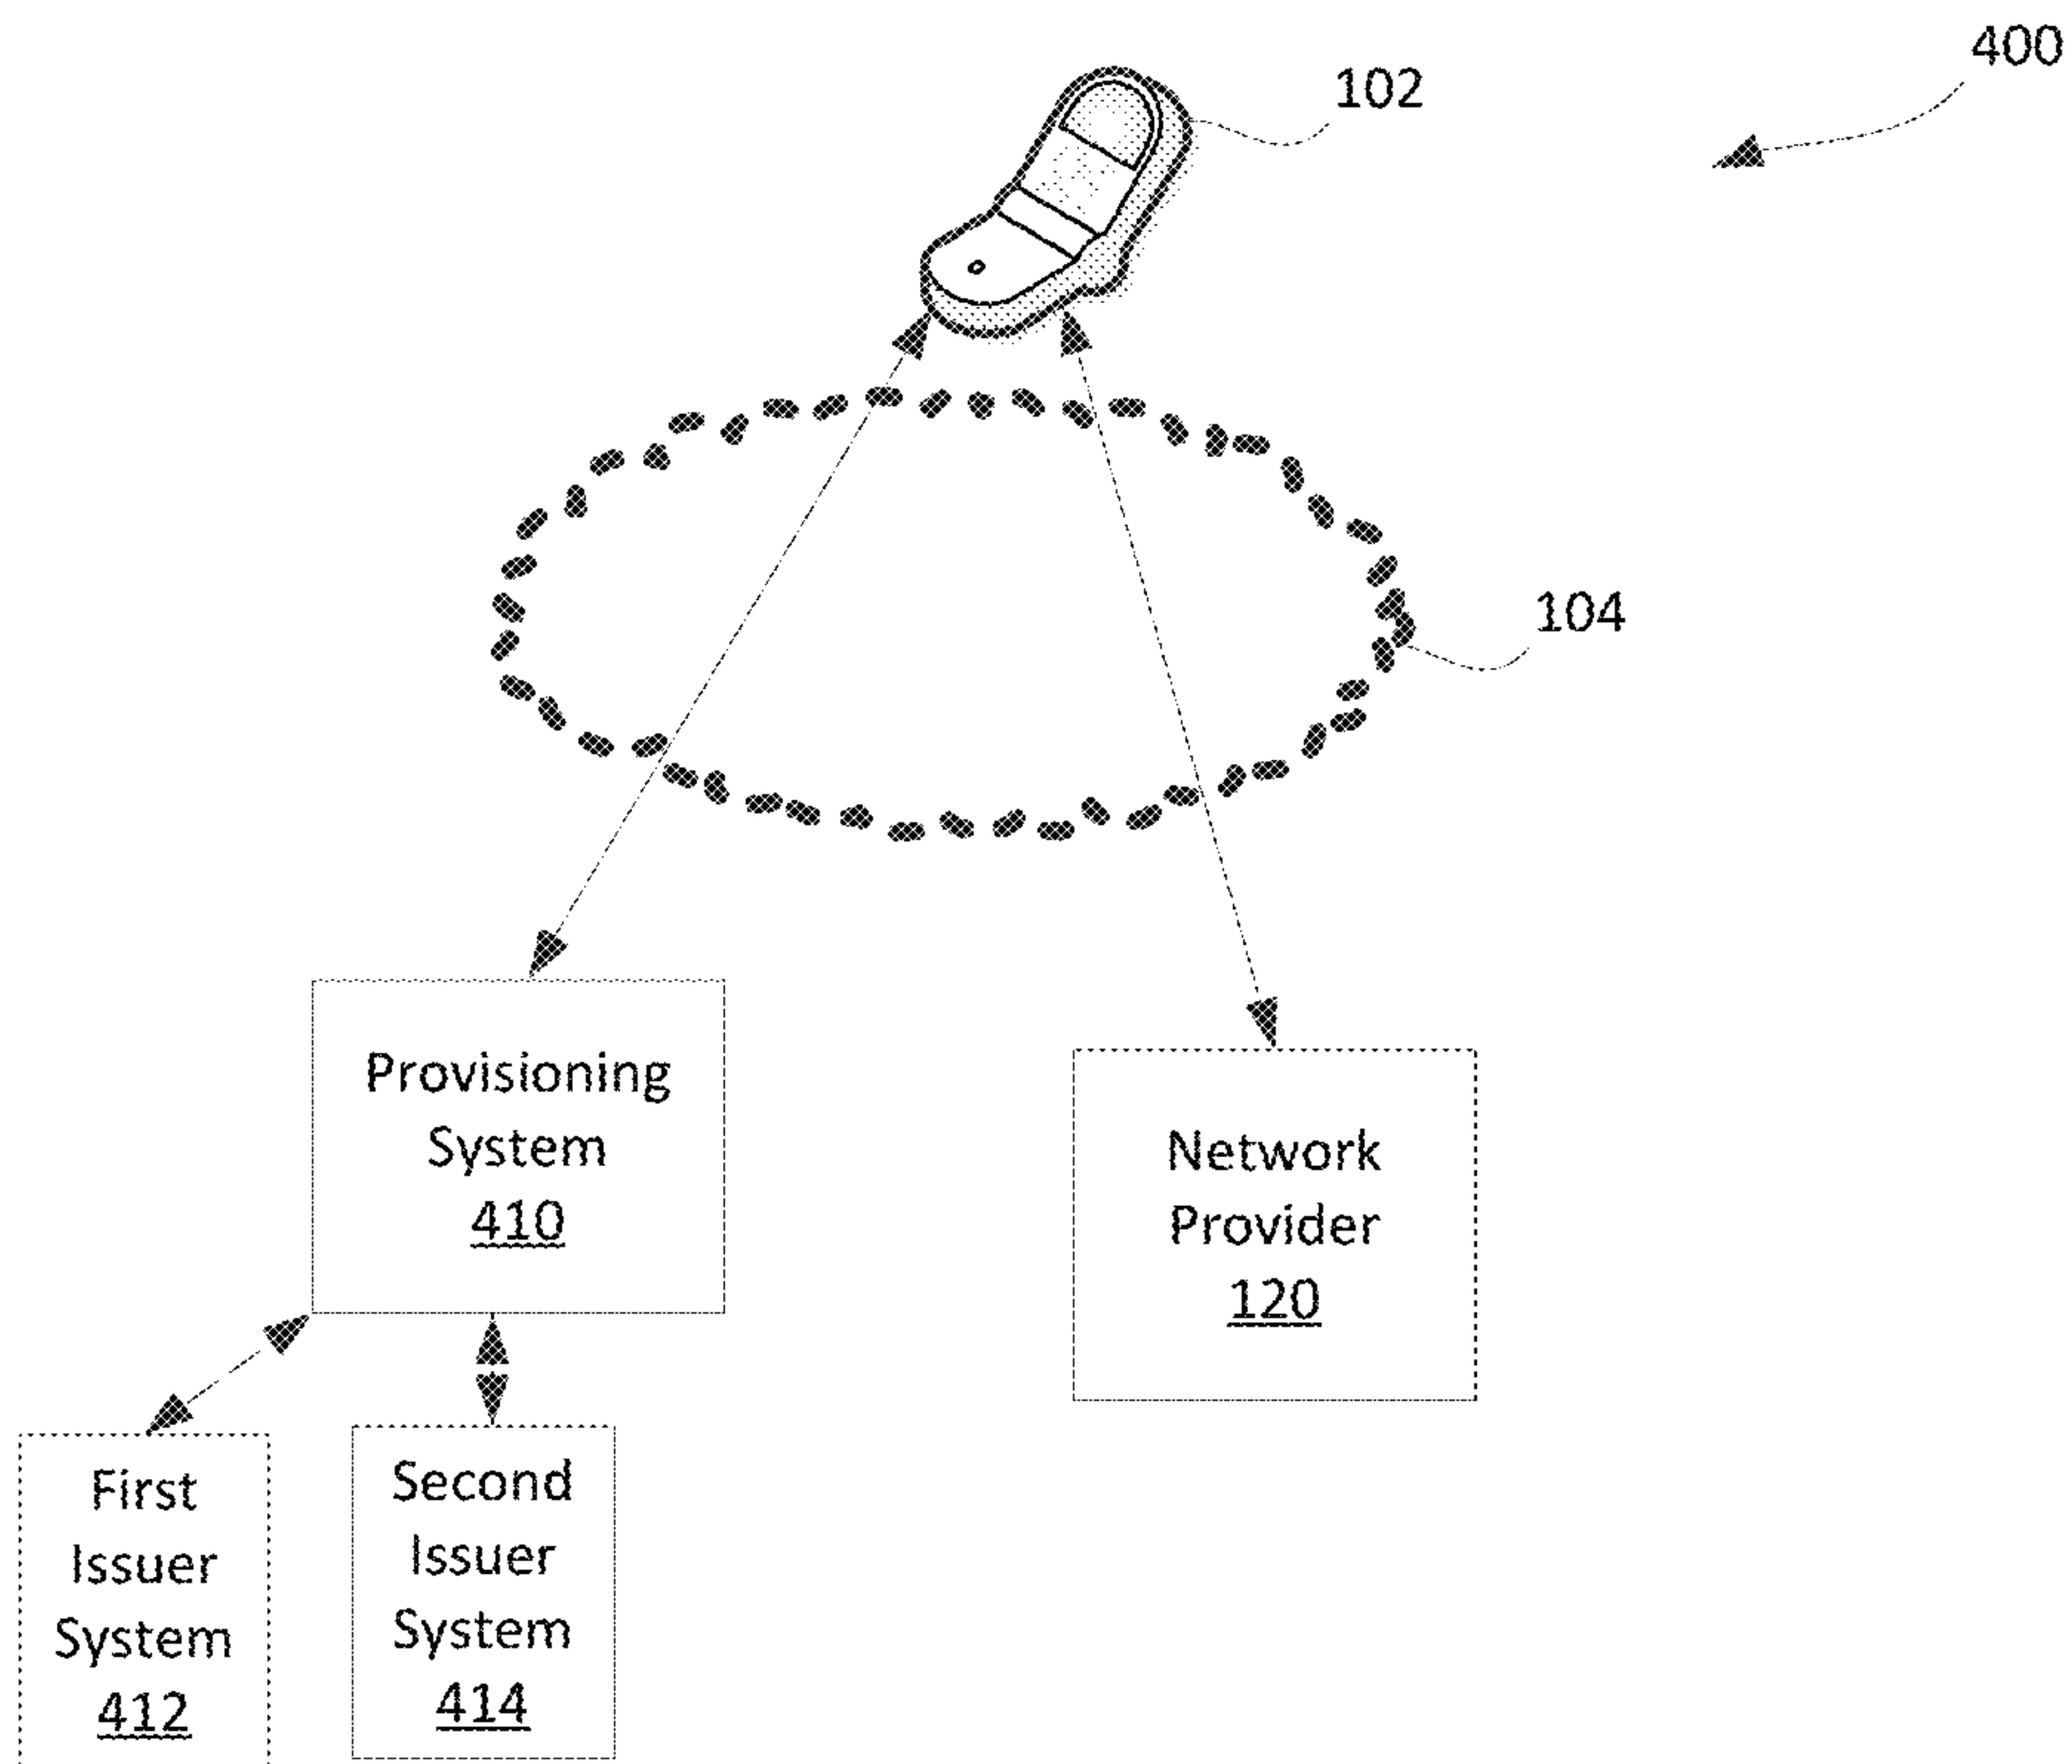 400
102
104
Provisioning
System
410
Network
Provider
120
First
Issuer
System
412
Second
Issuer
System
414